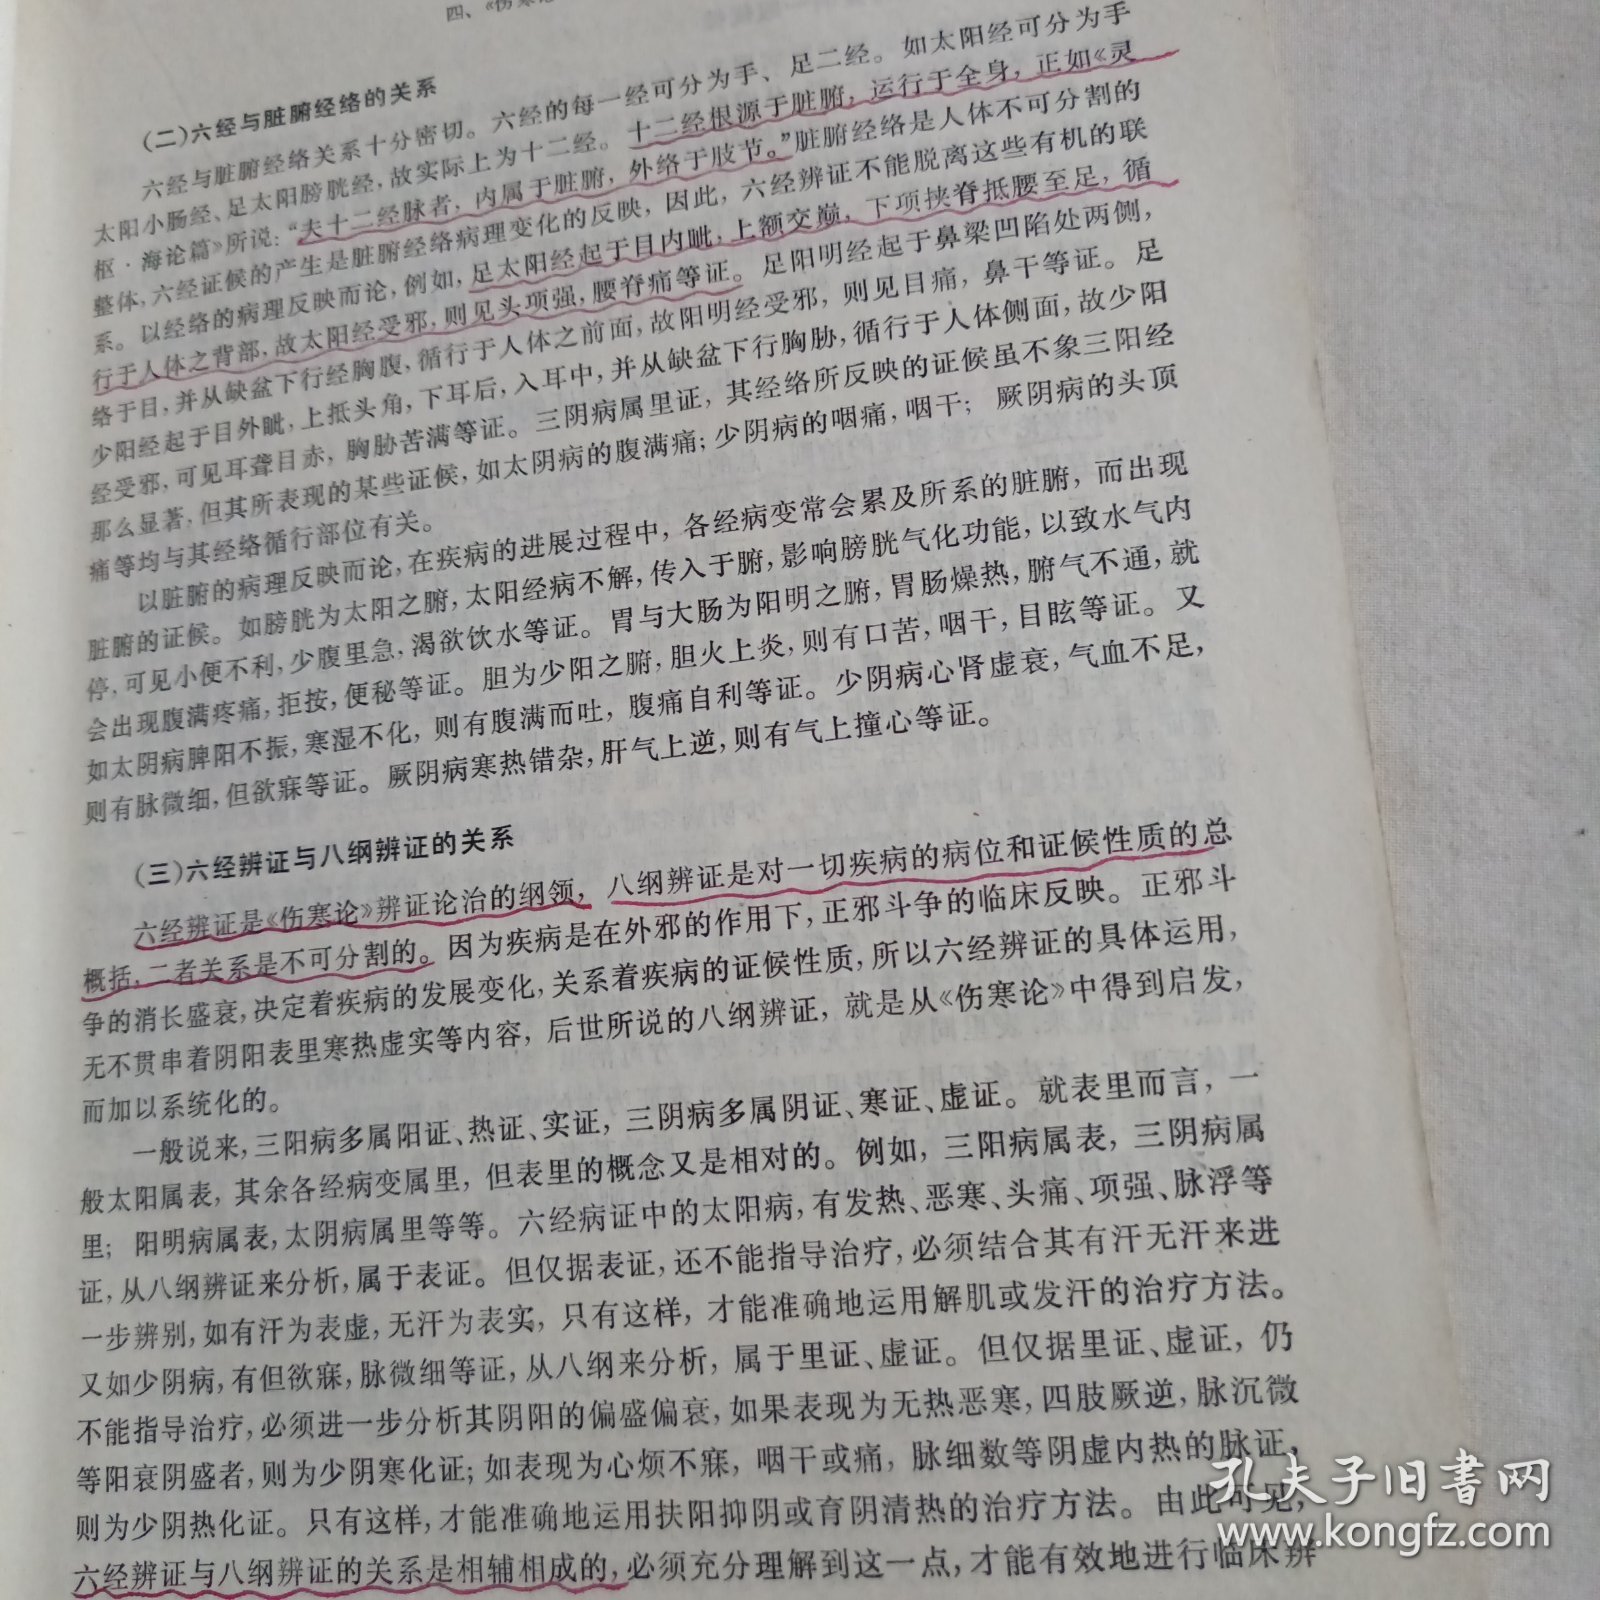 四、《伤寒论
(二)六经与脏腑经络的关系
六经与脏腑经络关系十分密切。六经的每一经可分为手、足二经。如太阳经可分为手
太阳小肠经、足太阳膀胱经，故实际上为十二经。十二经根源于脏腑，运行于全身，正如《灵
枢·海论篇》所说：“夫十二经脉者，内属于脏腑，外络于肢节。”脏腑经络是人体不可分割的
整体，六经证候的产生是脏腑经络病理变化的反映，因此，六经辨证不能脱离这些有机的联
系。以经络的病理反映而论，例如，足太阳经起于目内眦，上额交巅，下项挟脊抵腰至足，循
行于人体之背部，故太阳经受邪，则见头项强，腰脊痛等证。足阳明经起于鼻梁凹陷处两侧，
络于目，并从缺盆下行经胸腹，循行于人体之前面，故阳明经受邪，则见目痛，鼻干等证。足
少阳经起于目外眦，上抵头角，下耳后，入耳中，并从缺盆下行胸胁，循行于人体侧面，故少阳
经受邪，可见耳聋目赤，胸胁苦满等证。三阴病属里证，其经络所反映的证候虽不象三阳经
那么显著，但其所表现的某些证候，如太阴病的腹满痛；少阴病的咽痛，咽干；厥阴病的头顶
痛等均与其经络循行部位有关。
以脏腑的病理反映而论，在疾病的进展过程中，各经病变常会累及所系的脏腑，而出现
脏腑的证候。如膀胱为太阳之腑，太阳经病不解，传入于腑，影响膀胱气化功能，以致水气内
停，可见小便不利，少腹里急，渴欲饮水等证。胃与大肠为阳明之腑，胃肠燥热，腑气不通，就
会出现腹满疼痛，拒按，便秘等证。胆为少阳之腑，胆火上炎，则有口苦，咽干，目眩等证。又
如太阴病脾阳不振，寒湿不化，则有腹满而吐，腹痛自利等证。少阴病心肾虚衰，气血不足，
则有脉微细，但欲寐等证。厥阴病寒热错杂，肝气上逆，则有气上撞心等证。
(三)六经辨证与八纲辨证的关系
六经辨证是《伤寒论》辨证论治的纲领，八纲辨证是对一切疾病的病位和证候性质的总
概括，二者关系是不可分割的。因为疾病是在外邪的作用下，正邪斗争的临床反映。正邪斗
争的消长盛衰，决定着疾病的发展变化，关系着疾病的证候性质，所以六经辨证的具体运用，
无不贯串着阴阳表里寒热虚实等内容，后世所说的八纲辨证，就是从《伤寒论》中得到启发，
而加以系统化的。
一般说来，三阳病多属阳证、热证、实证，三阴病多属阴证、寒证、虚证。就表里而言，一
般太阳属表，其余各经病变属里，但表里的概念又是相对的。例如，三阳病属表，三阴病属
里；阳明病属表，太阴病属里等等。六经病证中的太阳病，有发热、恶寒、头痛、项强、脉浮等
证，从八纲辨证来分析，属于表证。但仅据表证，还不能指导治疗，必须结合其有汗无汗来进
一步辨别，如有汗为表虚，无汗为表实，只有这样，才能准确地运用解肌或发汗的治疗方法。
又如少阴病，有但欲寐，脉微细等证，从八纲来分析，属于里证、虚证。但仅据里证、虚证，仍
不能指导治疗，必须进一步分析其阴阳的偏盛偏衰，如果表现为无热恶寒，四肢厥逆，脉沉微
等阳衰阴盛者，则为少阴寒化证；如表现为心烦不寐，咽干或痛，脉细数等阴虚内热的脉证，
则为少阴热化证。只有这样，才能准确地运用扶阳抑阴或育阴清热的治疗方法。由此可见，
六经辨证与八纲辨证的关系是相辅相成的，必须充分理解到这一点，才能有效地进行临床辨
孔夫子旧书网
www.kongfz.com